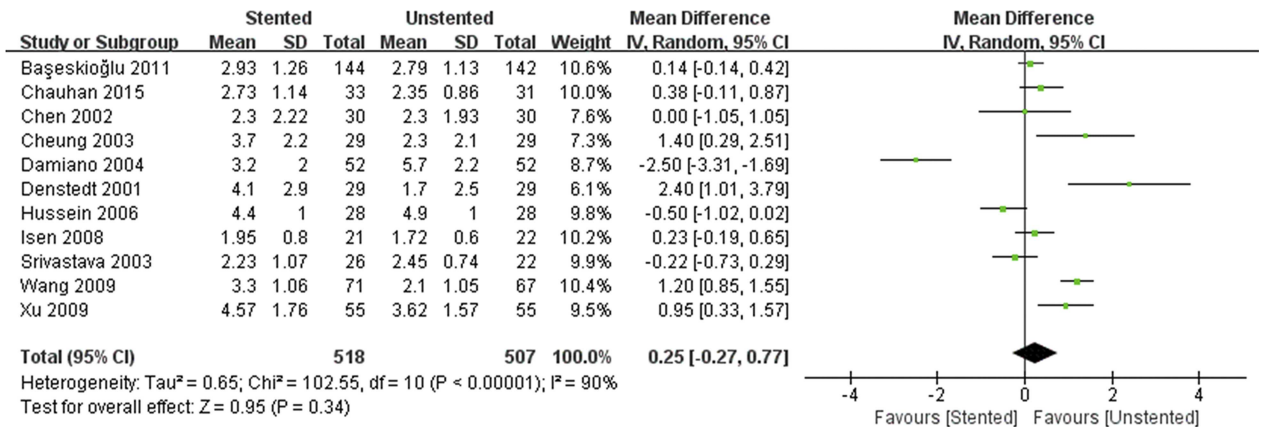 Stented Unstented Mean Difference Mean Difference
Study or Subgroup Mean SD Total Mean SD Total Weight IV, Random, 95% CI IV, Random, 95% CI
Başeskioğlu 2011 2.93 1.26 144 2.79 1.13 142 10.6% 0.14 [-0.14, 0.42]
Chauhan 2015 2.73 1.14 33 2.35 0.86 31 10.0% 0.38 [-0.11, 0.87]
Chen 2002 2.3 2.22 30 2.3 1.93 30 7.6% 0.00 [-1.05, 1.05]
Cheung 2003 3.7 2.2 29 2.3 2.1 29 7.3% 1.40 [0.29, 2.51]
Damiano 2004 3.2 2 52 5.7 2.2 52 8.7% -2.50 [-3.31, -1.69]
Denstedt 2001 4.1 2.9 29 1.7 2.5 29 6.1% 2.40 [1.01, 3.79]
Hussein 2006 4.4 1 28 4.9 1 28 9.8% -0.50 [-1.02, 0.02]
Isen 2008 1.95 0.8 21 1.72 0.6 22 10.2% 0.23 [-0.19, 0.65]
Srivastava 2003 2.23 1.07 26 2.45 0.74 22 9.9% -0.22 [-0.73, 0.29]
Wang 2009 3.3 1.06 71 2.1 1.05 67 10.4% 1.20 [0.85, 1.55]
Xu 2009 4.57 1.76 55 3.62 1.57 55 9.5% 0.95 [0.33, 1.57]
Total (95% CI) 518 507 100.0% 0.25 [-0.27, 0.77]
Heterogeneity: Tau² = 0.65; Chi² = 102.55, df = 10 (P < 0.00001); I² = 90%
Test for overall effect: Z = 0.95 (P = 0.34)
-4 -2 0 2 4
Favours [Stented] Favours [Unstented]